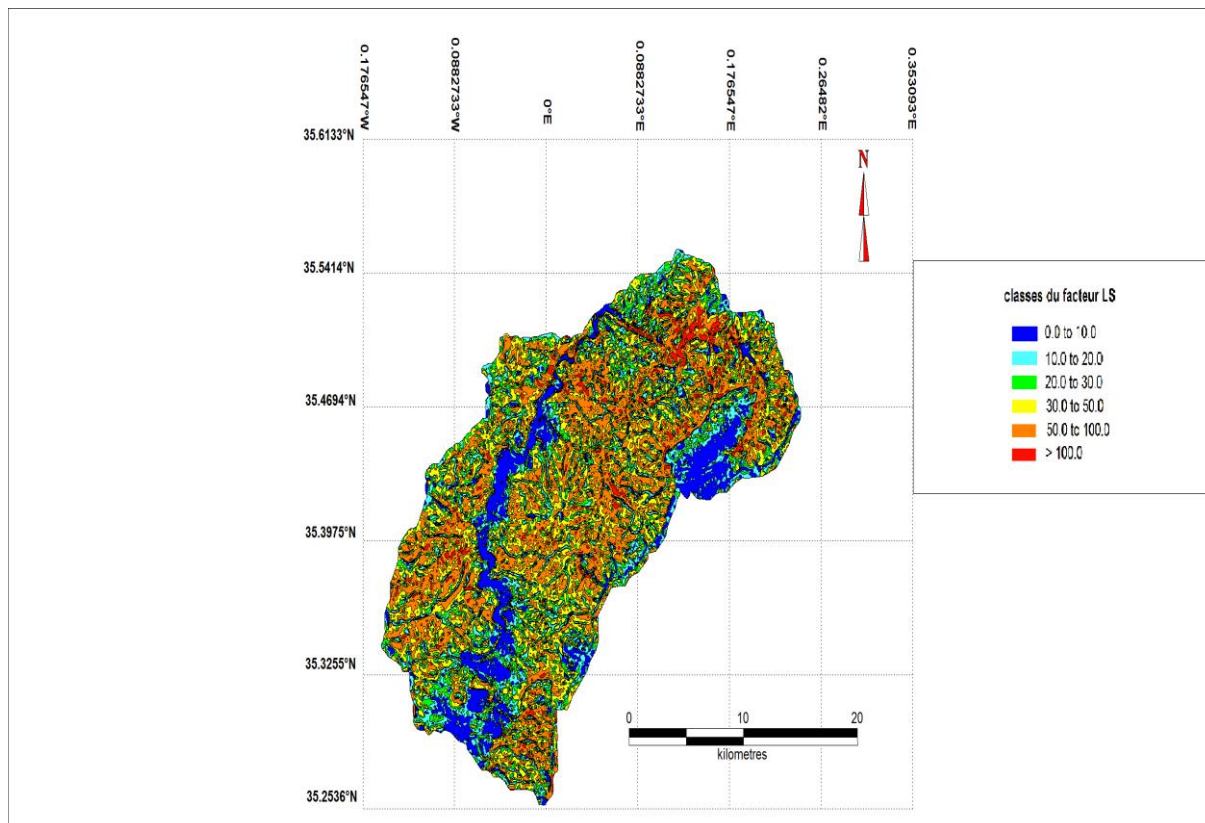 0.176547°W
0.0882733°W
0°E
0.0882733°E
0.176547°E
0.26482°E
0.353093°E
35.6133°N
35.5414°N
35.4694°N
35.3975°N
35.3255°N
35.2536°N
N
classes du facteur LS
0.0 to 10.0
10.0 to 20.0
20.0 to 30.0
30.0 to 50.0
50.0 to 100.0
> 100.0
0 10 20
kilometres